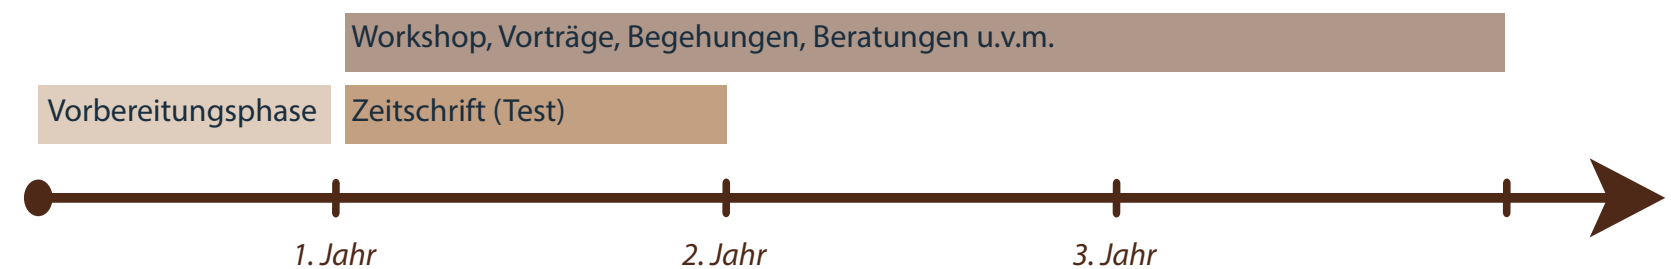 Workshop, Vorträge, Begehungen, Beratungen u.v.m.
Vorbereitungsphase
Zeitschrift (Test)
1. Jahr
2. Jahr
3. Jahr